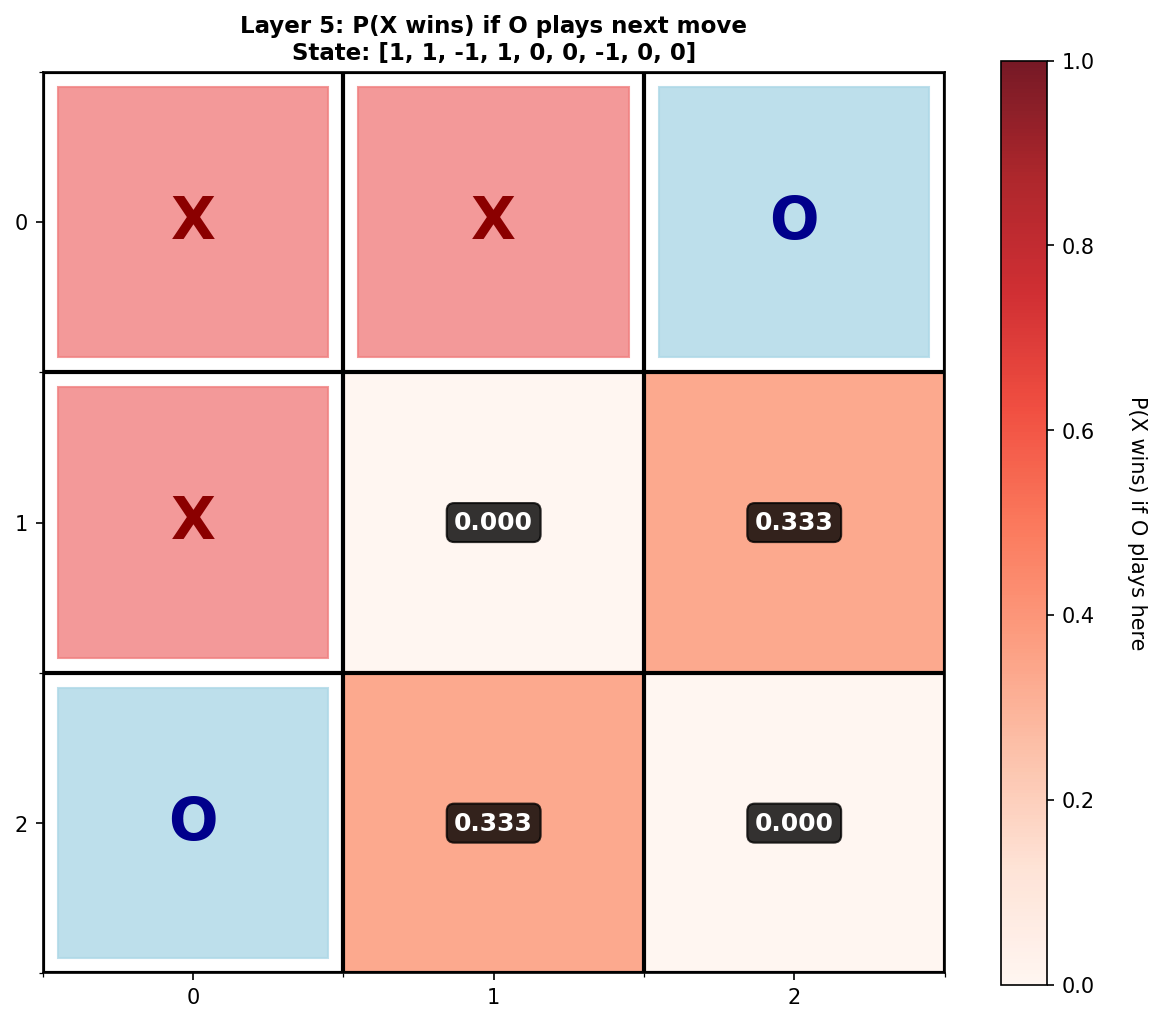 Layer 5: P(X wins) if O plays next move
State: [1, 1, -1, 1, 0, 0, -1, 0, 0]
0
X
X
O
1
X
0.000
0.333
2
O
0.333
0.000
0
1
2
1.0
0.8
0.6
0.4
0.2
0.0
P(X wins) if O plays here